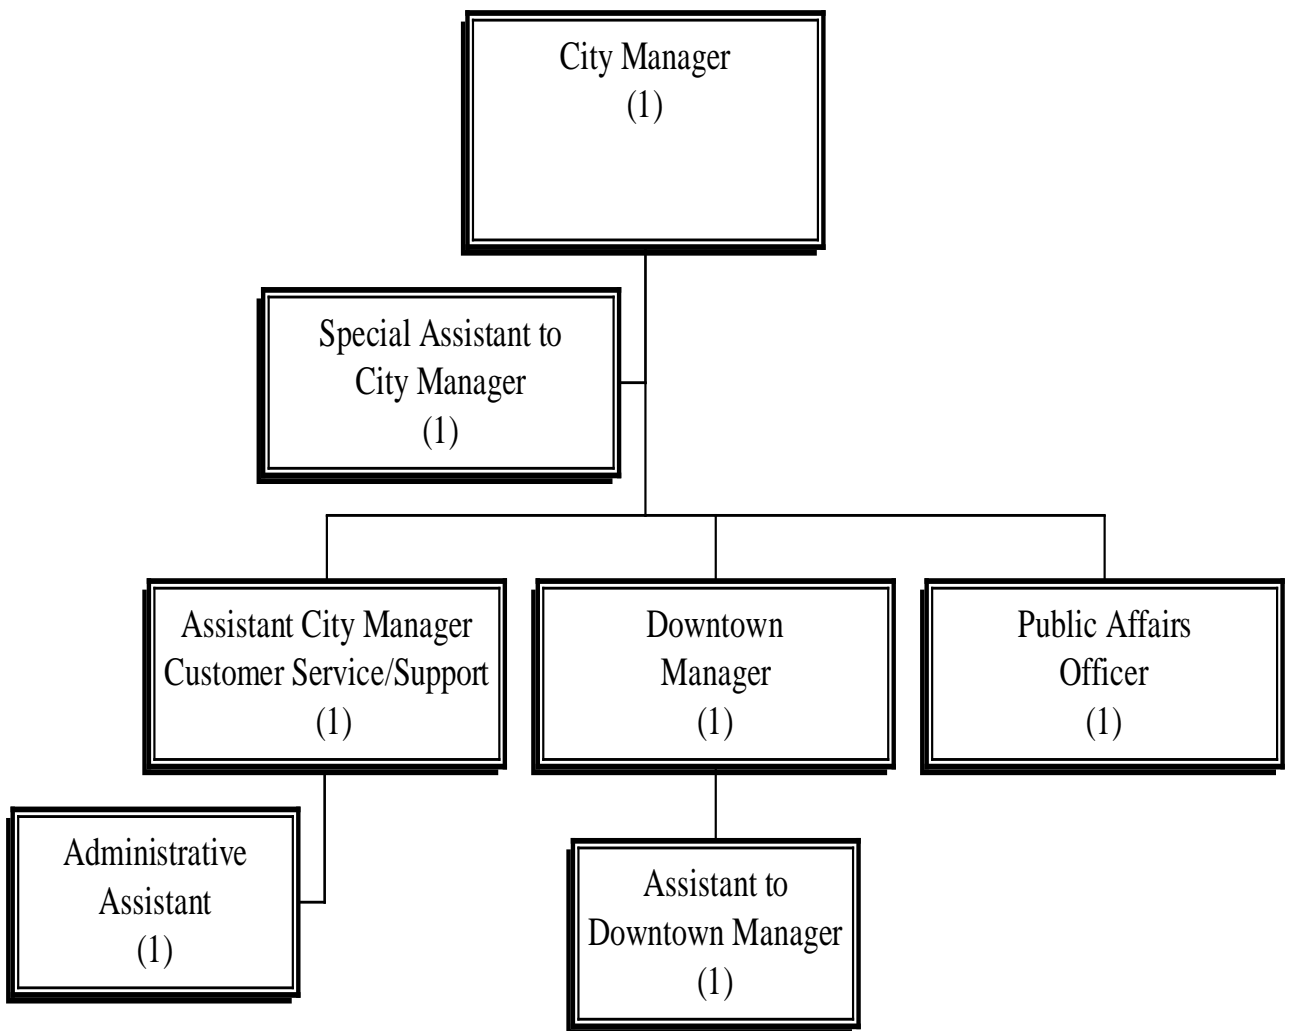 City Manager
(1)
Special Assistant to
City Manager
(1)
Assistant City Manager
Customer Service/Support
(1)
Downtown
Manager
(1)
Public Affairs
Officer
(1)
Administrative
Assistant
(1)
Assistant to
Downtown Manager
(1)